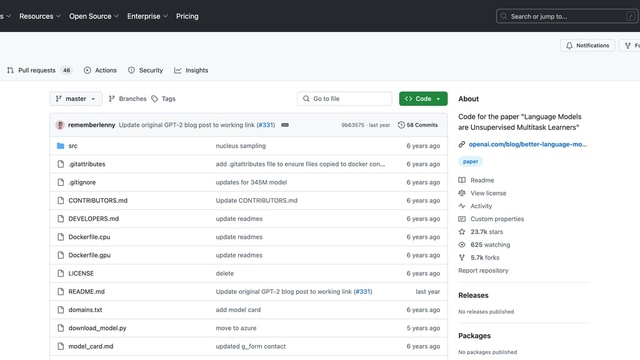 s Resources Open Source Enterprise Pricing Search or jump to... /
Notifications Fo
Pull requests 46 Actions Security Insights
master Branches Tags Go to file Code About
rememberlenny Update original GPT-2 blog post to working link (#331) 9b63575 · last year 58 Commits
Code for the paper "Language Models
are Unsupervised Multitask Learners"
src nucleus sampling 6 years ago
openai.com/blog/better-language-mo...
.gitattributes add .gitattributes file to ensure files copied to docker con... 6 years ago
paper
.gitignore updates for 345M model 6 years ago
Readme
CONTRIBUTORS.md Update CONTRIBUTORS.md 6 years ago
View license
Activity
DEVELOPERS.md update readmes 6 years ago
Custom properties
Dockerfile.cpu update readmes 6 years ago
23.7k stars
625 watching
Dockerfile.gpu update readmes 6 years ago
5.7k forks
LICENSE delete 6 years ago
Report repository
README.md Update original GPT-2 blog post to working link (#331) last year
Releases
domains.txt add model card 6 years ago
No releases published
download_model.py move to azure 5 years ago
Packages
model_card.md updated g_form contact 6 years ago
No packages published